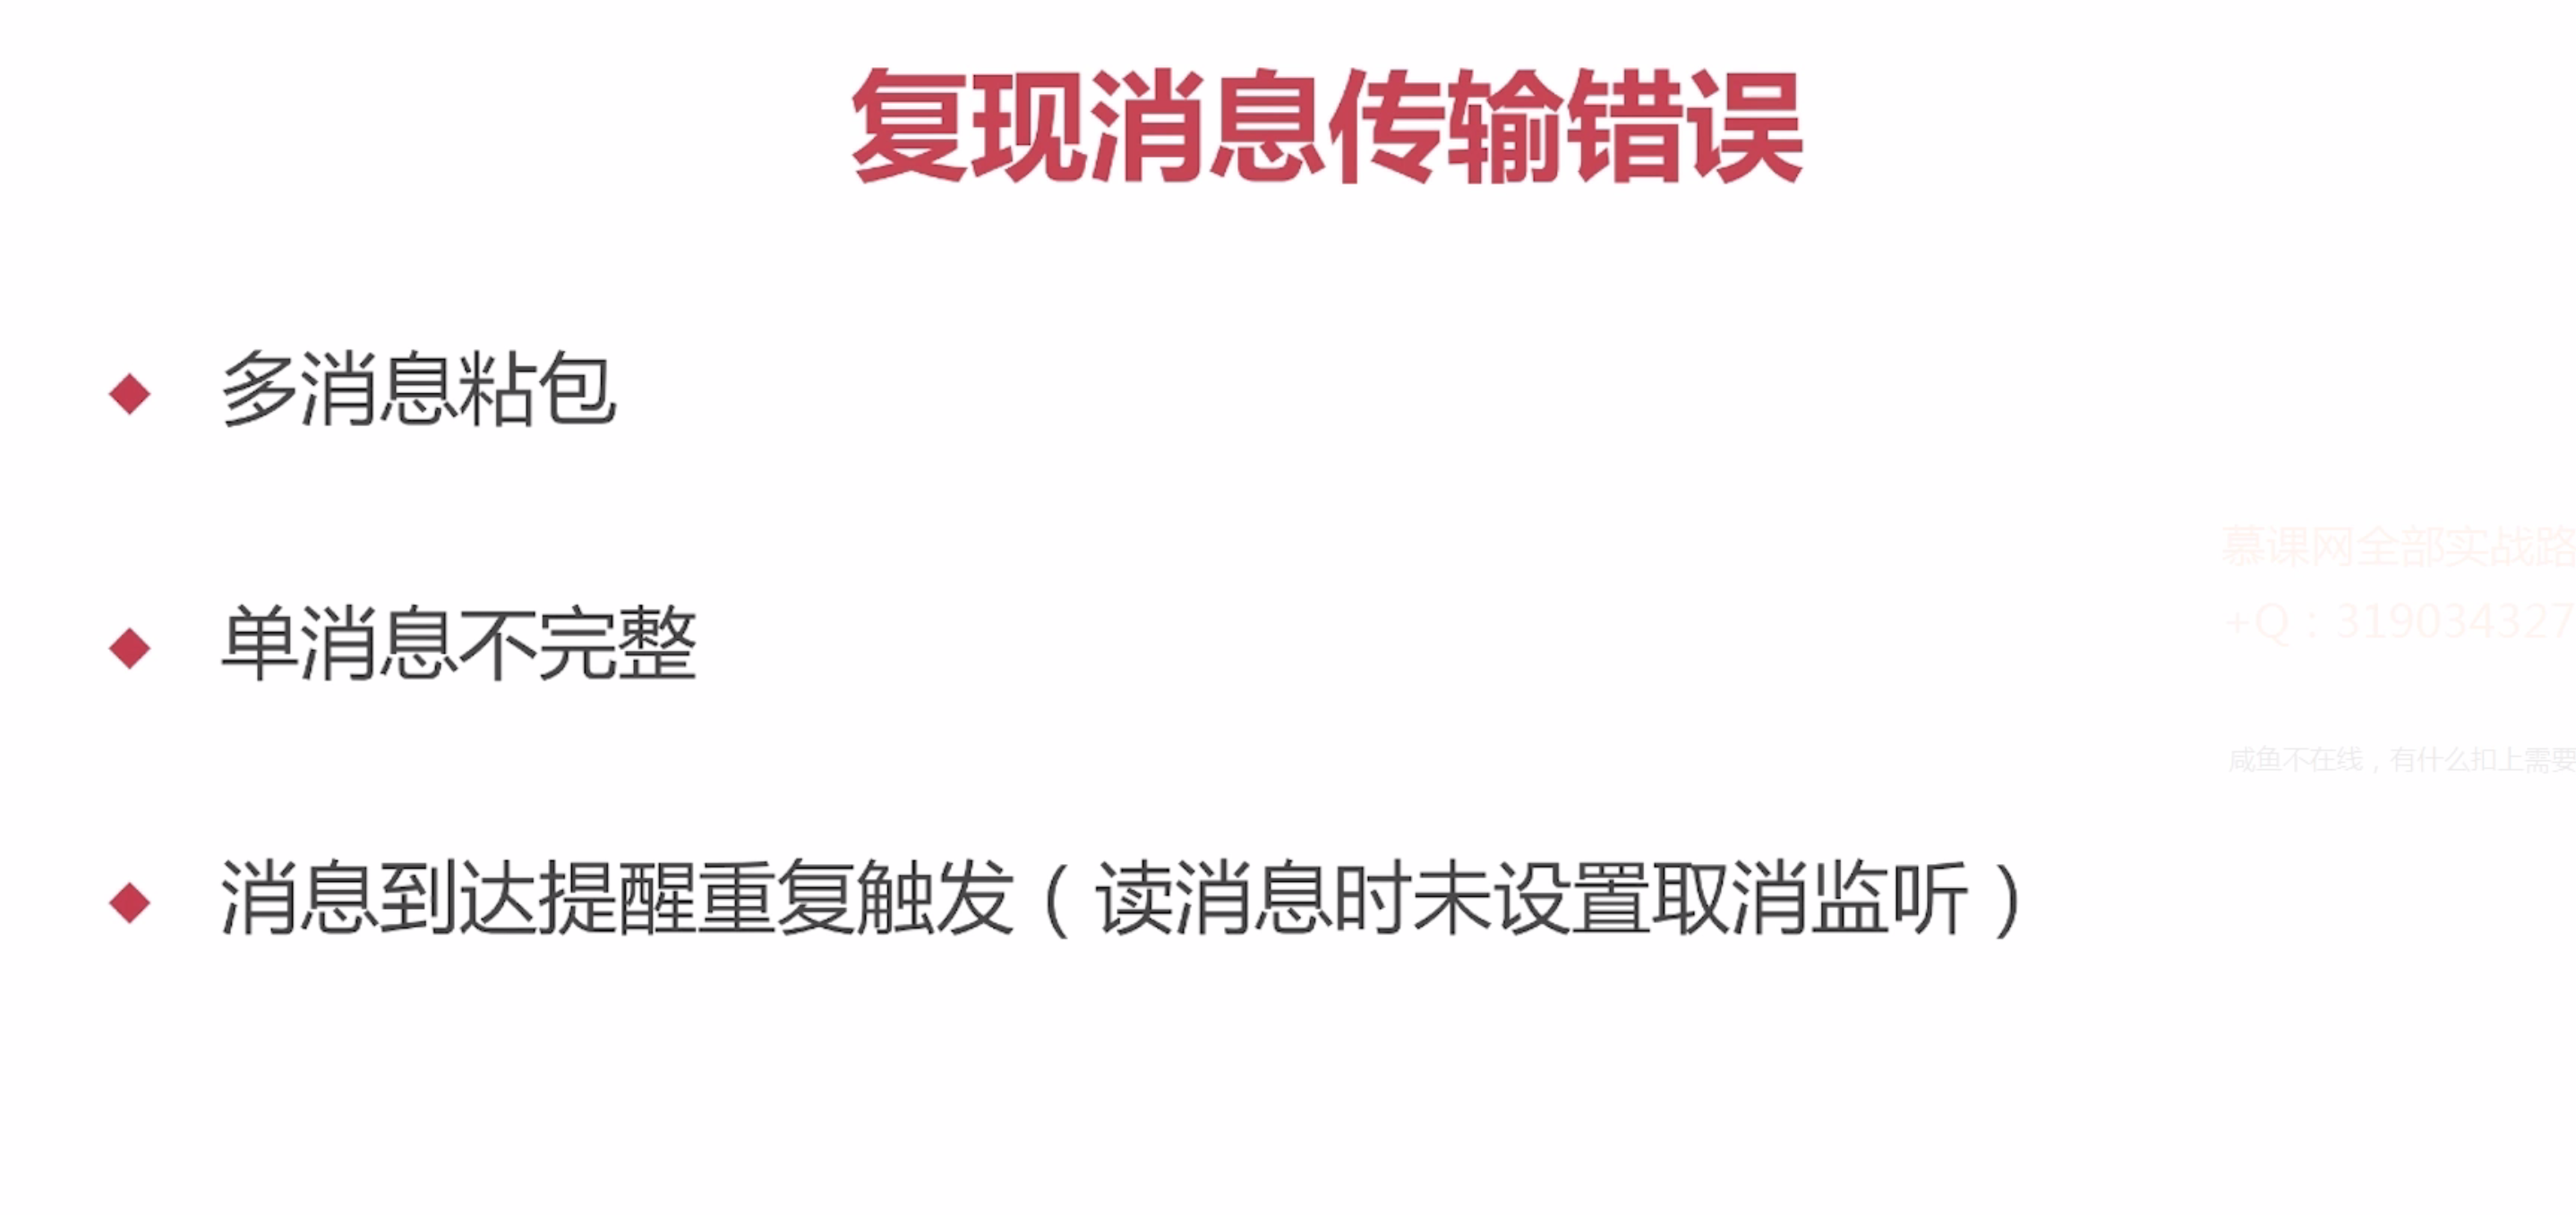 复现消息传输错误
多消息粘包
单消息不完整
慕课网全部实战路
+Q：319034327
咸鱼不在线，有什么扣上需要
消息到达提醒重复触发（读消息时未设置取消监听）